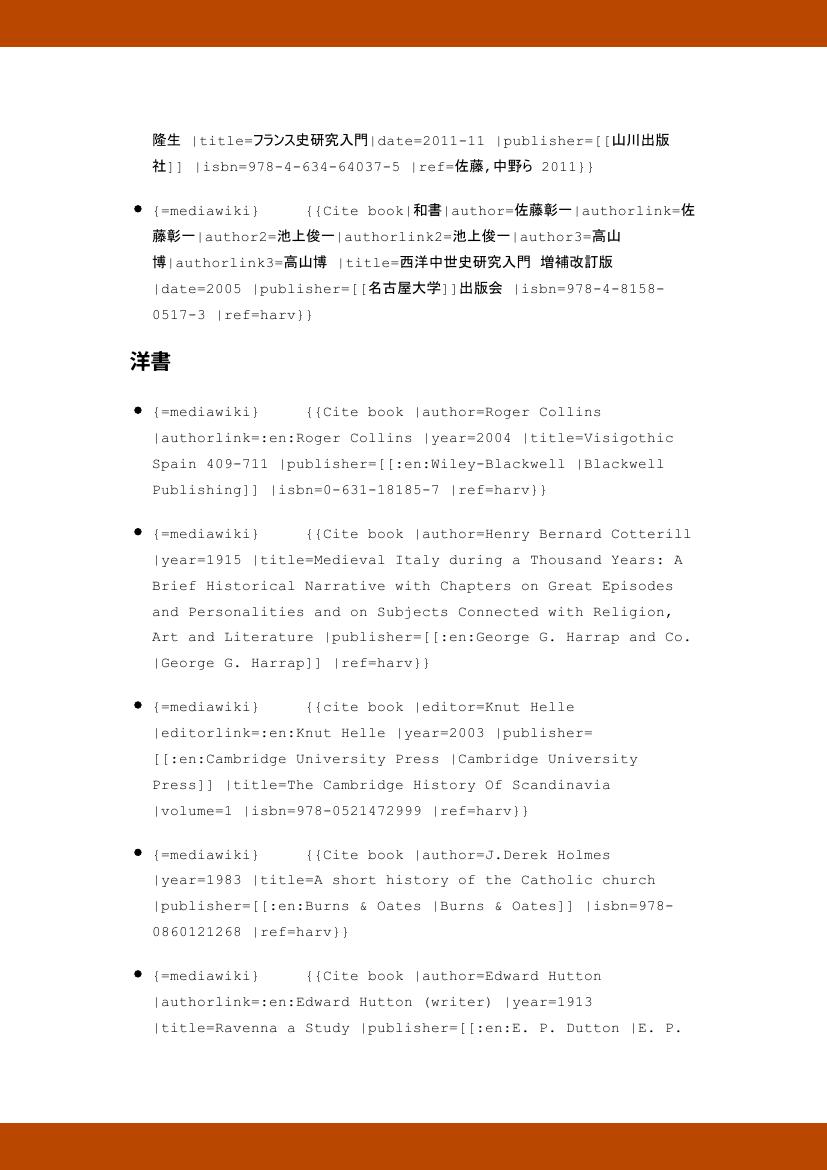 隆生 |title=フランス史研究入門|date=2011-11 |publisher=[[山川出版
社]] |isbn=978-4-634-64037-5 |ref=佐藤,中野ら 2011}}
● {=mediawiki} {{Cite book|和書|author=佐藤彰一|authorlink=佐
藤彰一|author2=池上俊一|authorlink2=池上俊一|author3=高山
博|authorlink3=高山博 |title=西洋中世史研究入門 増補改訂版
|date=2005 |publisher=[[名古屋大学]]出版会 |isbn=978-4-8158-
0517-3 |ref=harv}}
洋書
● {=mediawiki} {{Cite book |author=Roger Collins
|authorlink=:en:Roger Collins |year=2004 |title=Visigothic
Spain 409-711 |publisher=[[:en:Wiley-Blackwell |Blackwell
Publishing]] |isbn=0-631-18185-7 |ref=harv}}
● {=mediawiki} {{Cite book |author=Henry Bernard Cotterill
|year=1915 |title=Medieval Italy during a Thousand Years: A
Brief Historical Narrative with Chapters on Great Episodes
and Personalities and on Subjects Connected with Religion,
Art and Literature |publisher=[[:en:George G. Harrap and Co.
|George G. Harrap]] |ref=harv}}
● {=mediawiki} {{cite book |editor=Knut Helle
|editorlink=:en:Knut Helle |year=2003 |publisher=
[[:en:Cambridge University Press |Cambridge University
Press]] |title=The Cambridge History Of Scandinavia
|volume=1 |isbn=978-0521472999 |ref=harv}}
● {=mediawiki} {{Cite book |author=J.Derek Holmes
|year=1983 |title=A short history of the Catholic church
|publisher=[[:en:Burns & Oates |Burns & Oates]] |isbn=978-
0860121268 |ref=harv}}
● {=mediawiki} {{Cite book |author=Edward Hutton
|authorlink=:en:Edward Hutton (writer) |year=1913
|title=Ravenna a Study |publisher=[[:en:E. P. Dutton |E. P.